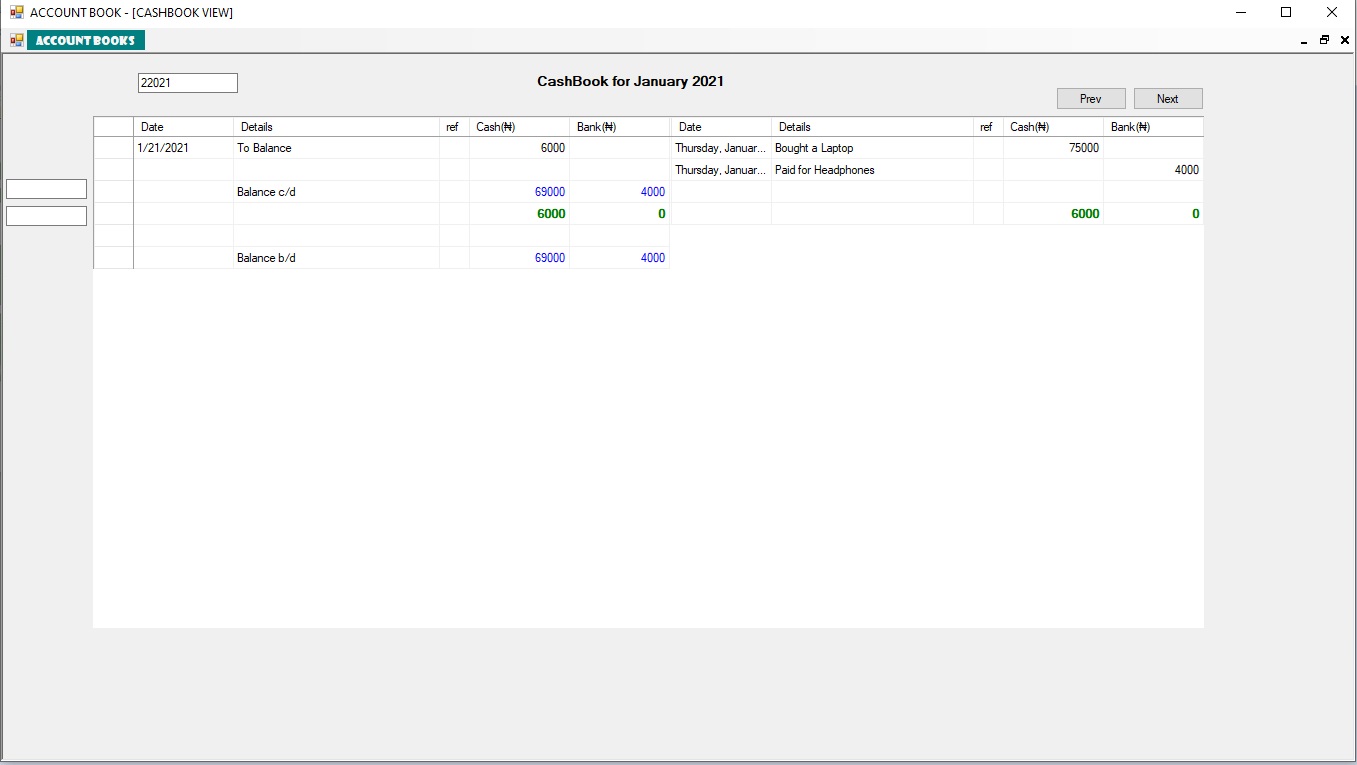 ACCOUNT BOOK - [CASHBOOK VIEW]
ACCOUNT BOOKS
22021
CashBook for January 2021
Prev Next
Date Details ref Cash(₦) Bank(₦) Date Details ref Cash(₦) Bank(₦)
1/21/2021 To Balance 6000 Thursday, Januar... Bought a Laptop 75000
Thursday, Januar... Paid for Headphones 4000
Balance c/d 69000 4000
6000 0 6000 0
Balance b/d 69000 4000